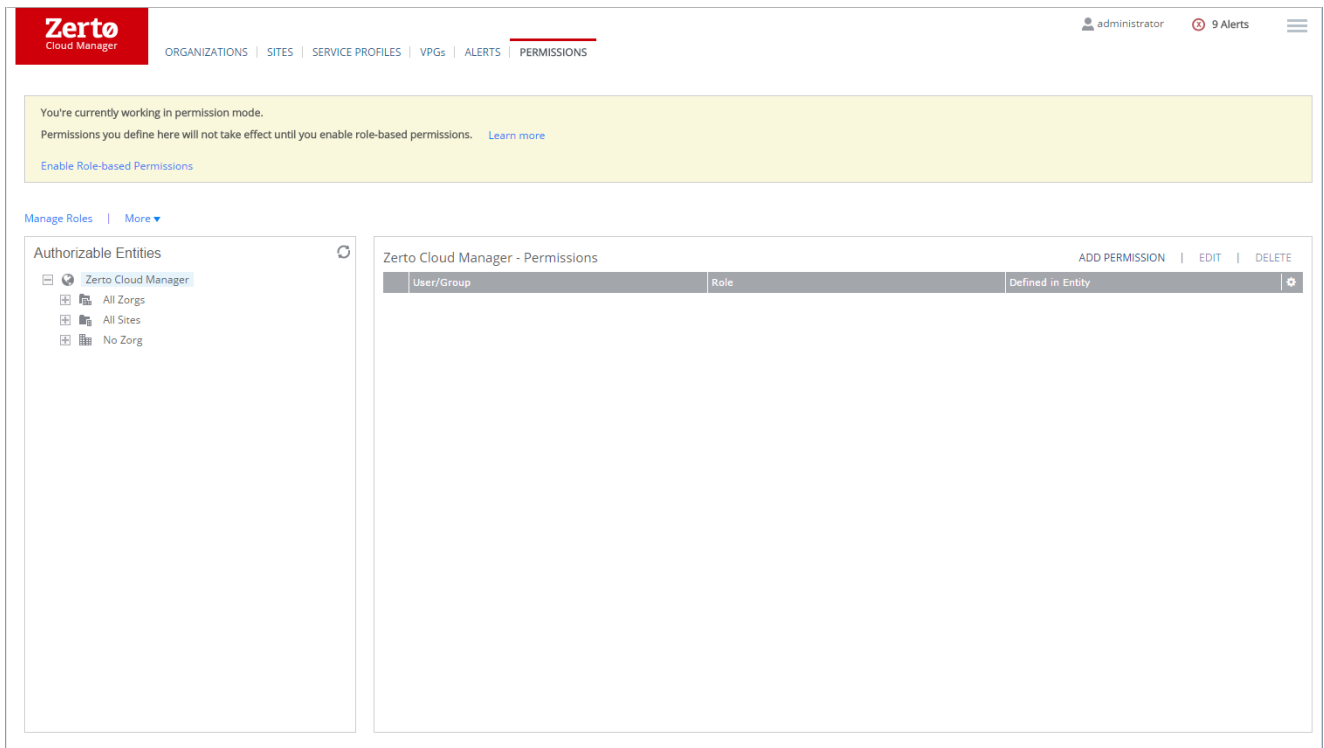 Zertø
Cloud Manager
ORGANIZATIONS | SITES | SERVICE PROFILES | VPGs | ALERTS | PERMISSIONS
administrator
9 Alerts
You're currently working in permission mode.
Permissions you define here will not take effect until you enable role-based permissions. Learn more
Enable Role-based Permissions
Manage Roles | More
Authorizable Entities
Zerto Cloud Manager
All Zorgs
All Sites
No Zorg
Zerto Cloud Manager - Permissions
ADD PERMISSION | EDIT | DELETE
User/Group Role Defined in Entity